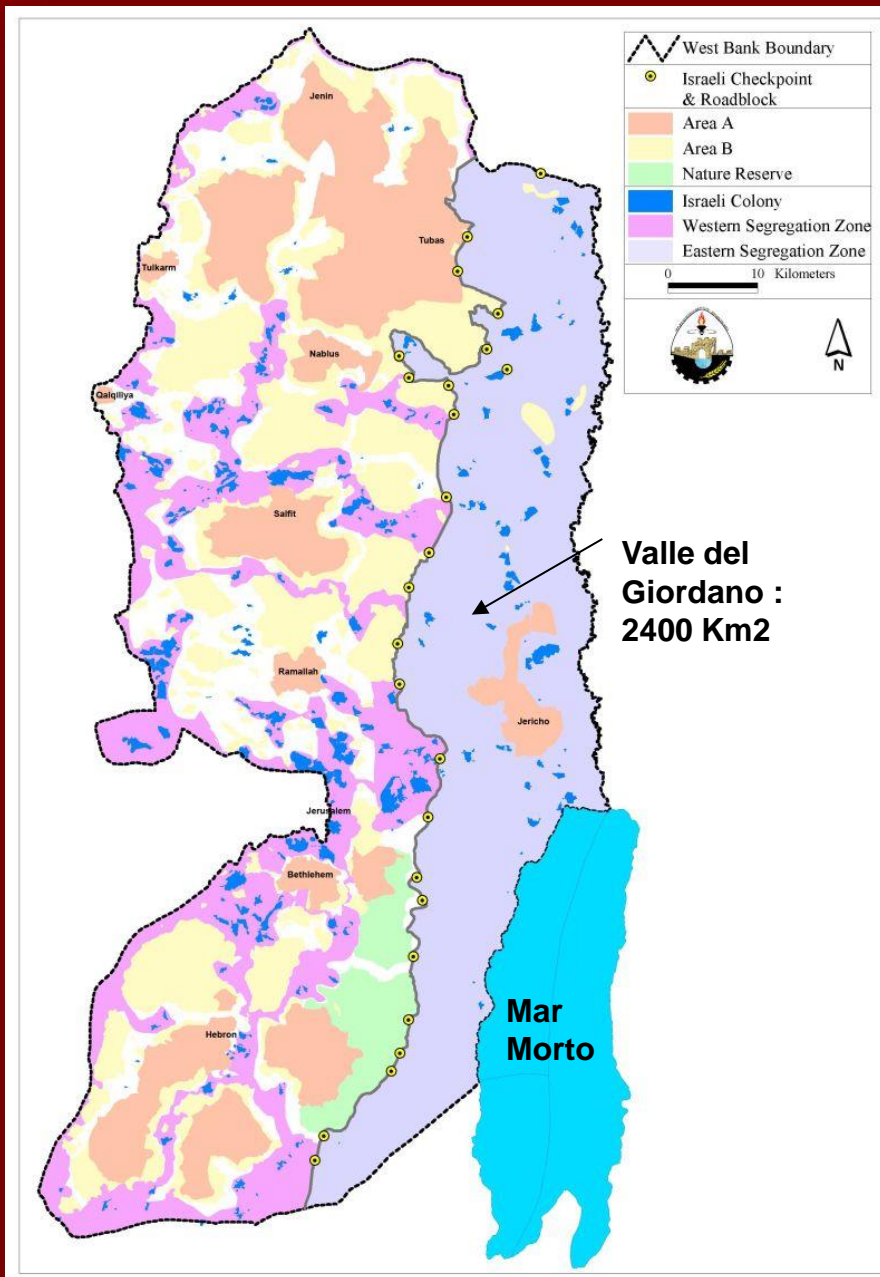 West Bank Boundary
Israeli Checkpoint
& Roadblock
Area A
Area B
Nature Reserve
Israeli Colony
Western Segregation Zone
Eastern Segregation Zone
0 10 Kilometers
N
Jenin
Tubas
Tulkarm
Nablus
Qalqiliya
Salfit
Valle del
Giordano :
2400 Km2
Ramallah
Jericho
Jerusalem
Bethlehem
Mar
Morto
Hebron